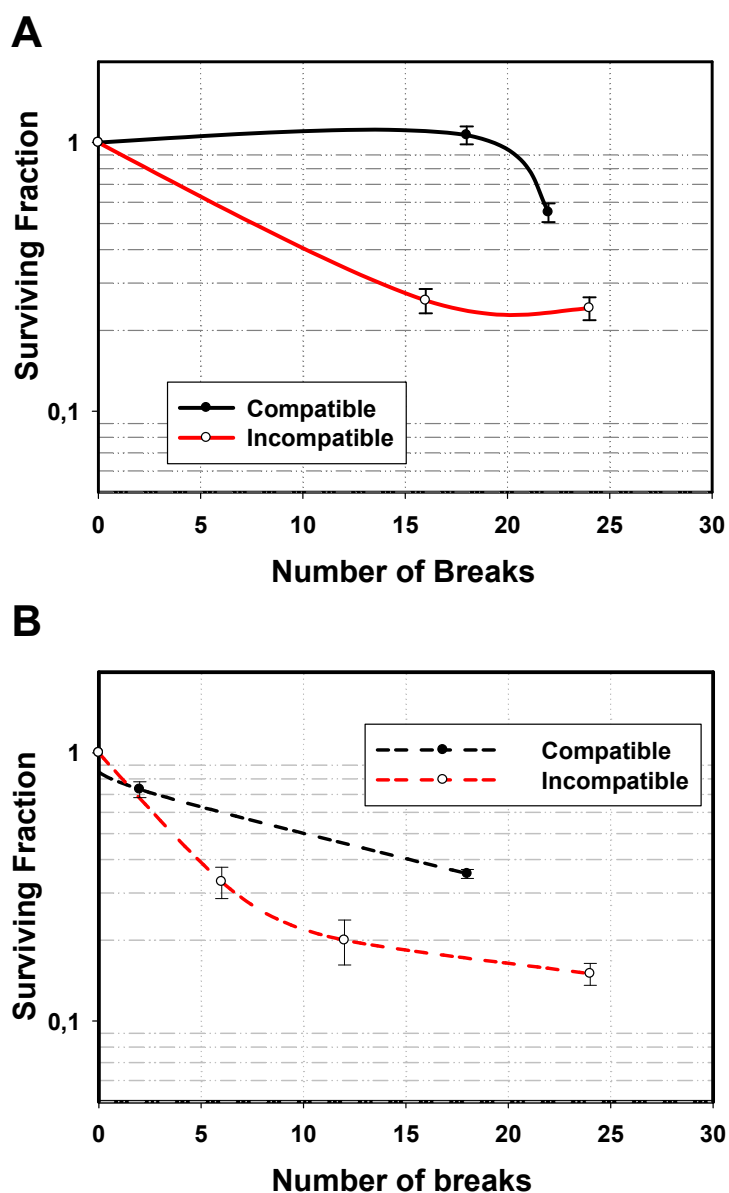 A
Surviving Fraction
1
0,1
Compatible
Incompatible
0 5 10 15 20 25 30
Number of Breaks
B
Surviving Fraction
1
0,1
Compatible
Incompatible
0 5 10 15 20 25 30
Number of breaks